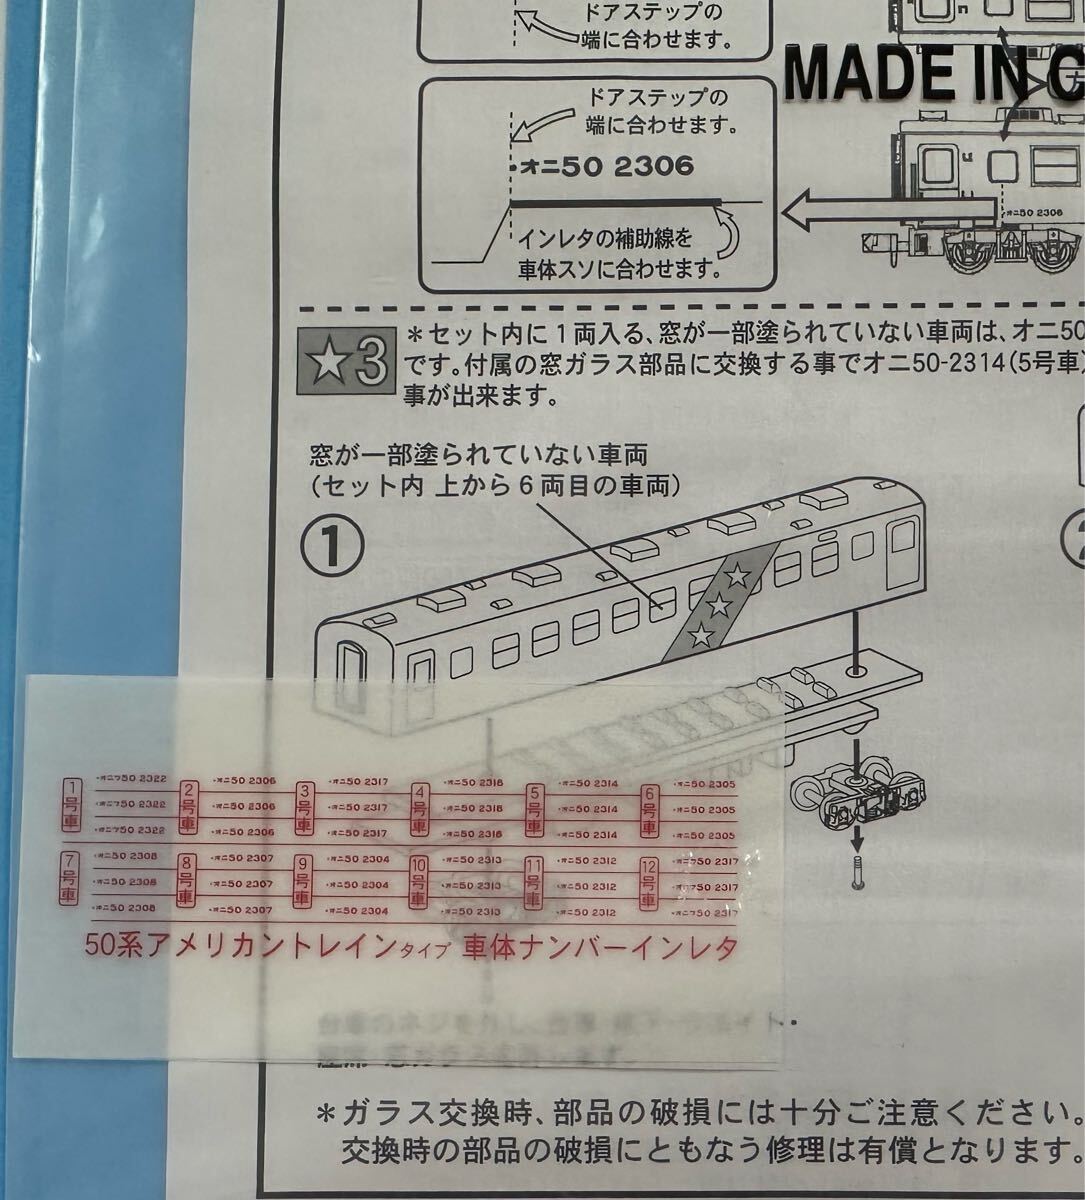 ドアステップの
端に合わせます。
MADE IN C
ドアステップの
端に合わせます。
・オニ50 2306
インレタの補助線を
車体スソに合わせます。
・オニ50 2306
★3
＊セット内に１両入る、窓が一部塗られていない車両は、オニ50
です。付属の窓ガラス部品に交換する事でオニ50-2314(5号車)
事が出来ます。
窓が一部塗られていない車両
(セット内 上から６両目の車両)
①
1号車 ・オニフ50 2322
・オニフ50 2322
・オニフ50 2322
2号車 ・オニ50 2306
・オニ50 2306
・オニ50 2306
3号車 ・オニ50 2317
・オニ50 2317
・オニ50 2317
4号車 ・オニ50 2318
・オニ50 2318
・オニ50 2318
5号車 ・オニ50 2314
・オニ50 2314
・オニ50 2314
6号車 ・オニ50 2305
・オニ50 2305
・オニ50 2305
7号車 ・オニ50 2308
・オニ50 2308
・オニ50 2308
8号車 ・オニ50 2307
・オニ50 2307
・オニ50 2307
9号車 ・オニ50 2304
・オニ50 2304
・オニ50 2304
10号車 ・オニ50 2313
・オニ50 2313
・オニ50 2313
11号車 ・オニ50 2312
・オニ50 2312
・オニ50 2312
12号車 ・オニフ50 2317
・オニフ50 2317
・オニフ50 2317
50系アメリカントレインタイプ 車体ナンバーインレタ
＊ガラス交換時、部品の破損には十分ご注意ください。
交換時の部品の破損にともなう修理は有償となります。